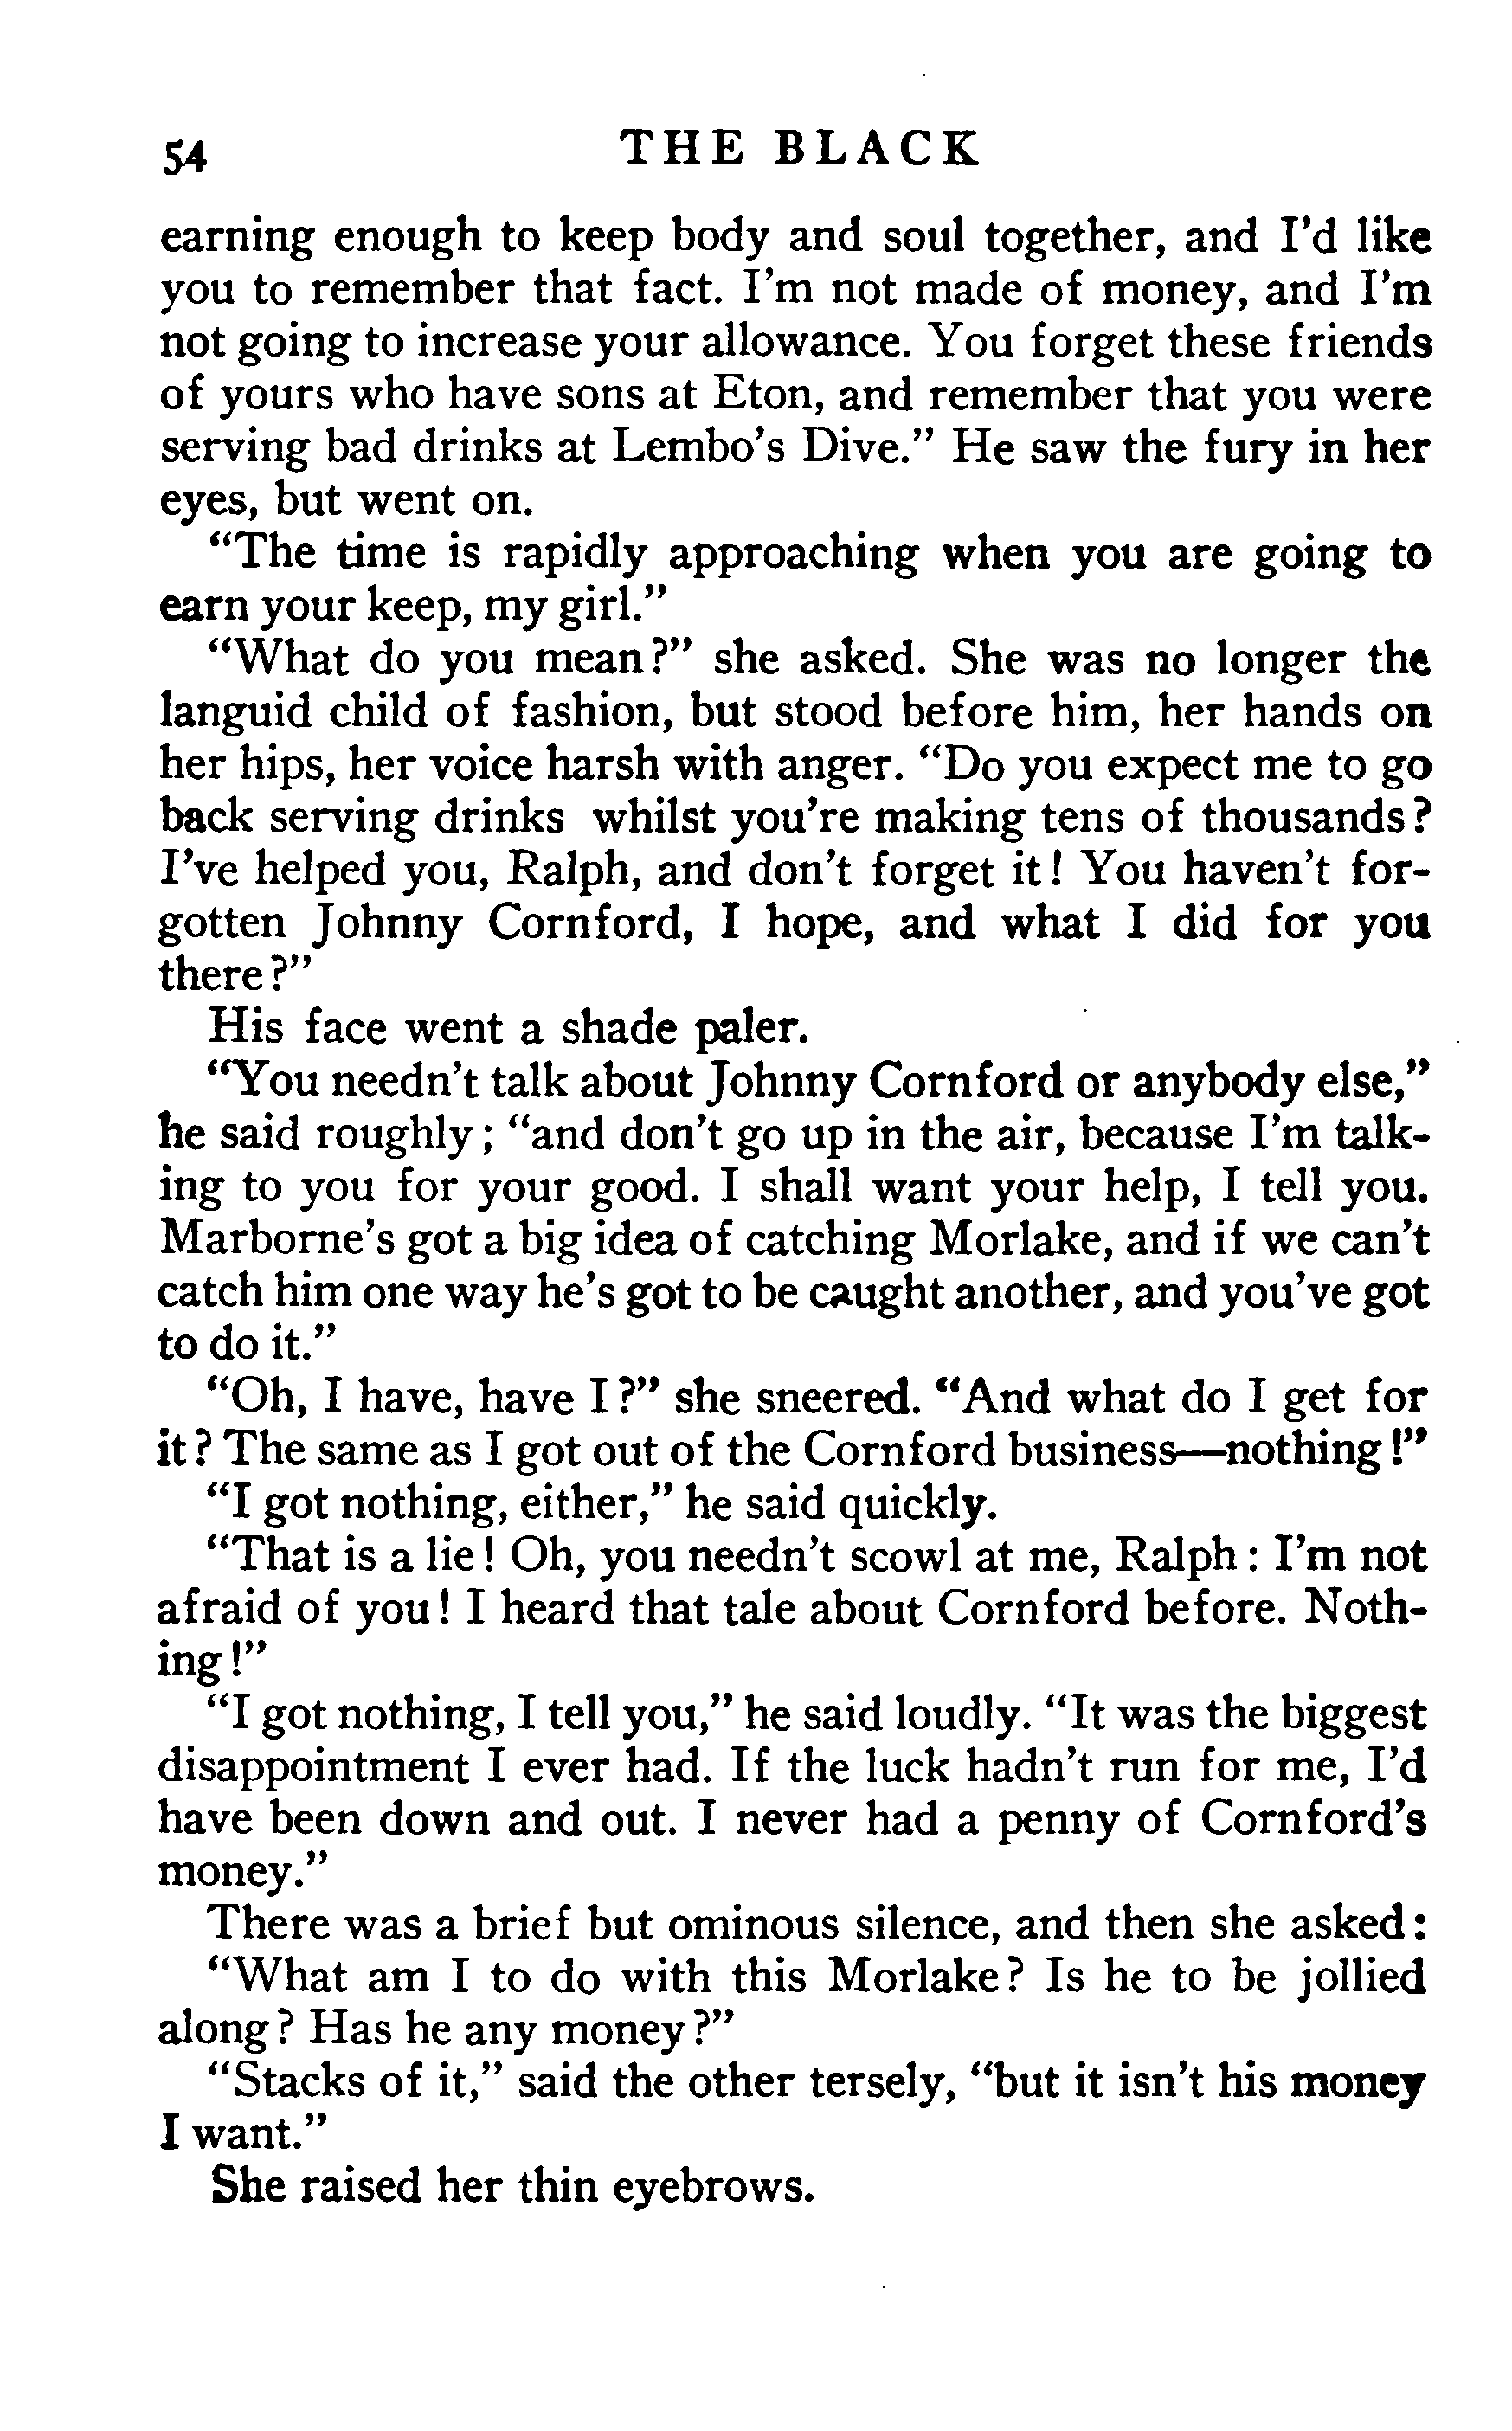 54 THE BLACK
earning enough to keep body and soul together, and I'd like
you to remember that fact. I'm not made of money, and I'm
not going to increase your allowance. You forget these friends
of yours who have sons at Eton, and remember that you were
serving bad drinks at Lembo's Dive." He saw the fury in her
eyes, but went on.
"The time is rapidly approaching when you are going to
earn your keep, my girl."
"What do you mean?" she asked. She was no longer the
languid child of fashion, but stood before him, her hands on
her hips, her voice harsh with anger. "Do you expect me to go
back serving drinks whilst you're making tens of thousands?
I've helped you, Ralph, and don't forget it! You haven't for-
gotten Johnny Cornford, I hope, and what I did for you
there?"
His face went a shade paler.
"You needn't talk about Johnny Cornford or anybody else,"
he said roughly; "and don't go up in the air, because I'm talk-
ing to you for your good. I shall want your help, I tell you.
Marborne's got a big idea of catching Morlake, and if we can't
catch him one way he's got to be caught another, and you've got
to do it."
"Oh, I have, have I?" she sneered. "And what do I get for
it? The same as I got out of the Cornford business—nothing!"
"I got nothing, either," he said quickly.
"That is a lie! Oh, you needn't scowl at me, Ralph: I'm not
afraid of you! I heard that tale about Cornford before. Noth-
ing!"
"I got nothing, I tell you," he said loudly. "It was the biggest
disappointment I ever had. If the luck hadn't run for me, I'd
have been down and out. I never had a penny of Cornford's
money."
There was a brief but ominous silence, and then she asked:
"What am I to do with this Morlake? Is he to be jollied
along? Has he any money?"
"Stacks of it," said the other tersely, "but it isn't his money
I want."
She raised her thin eyebrows.